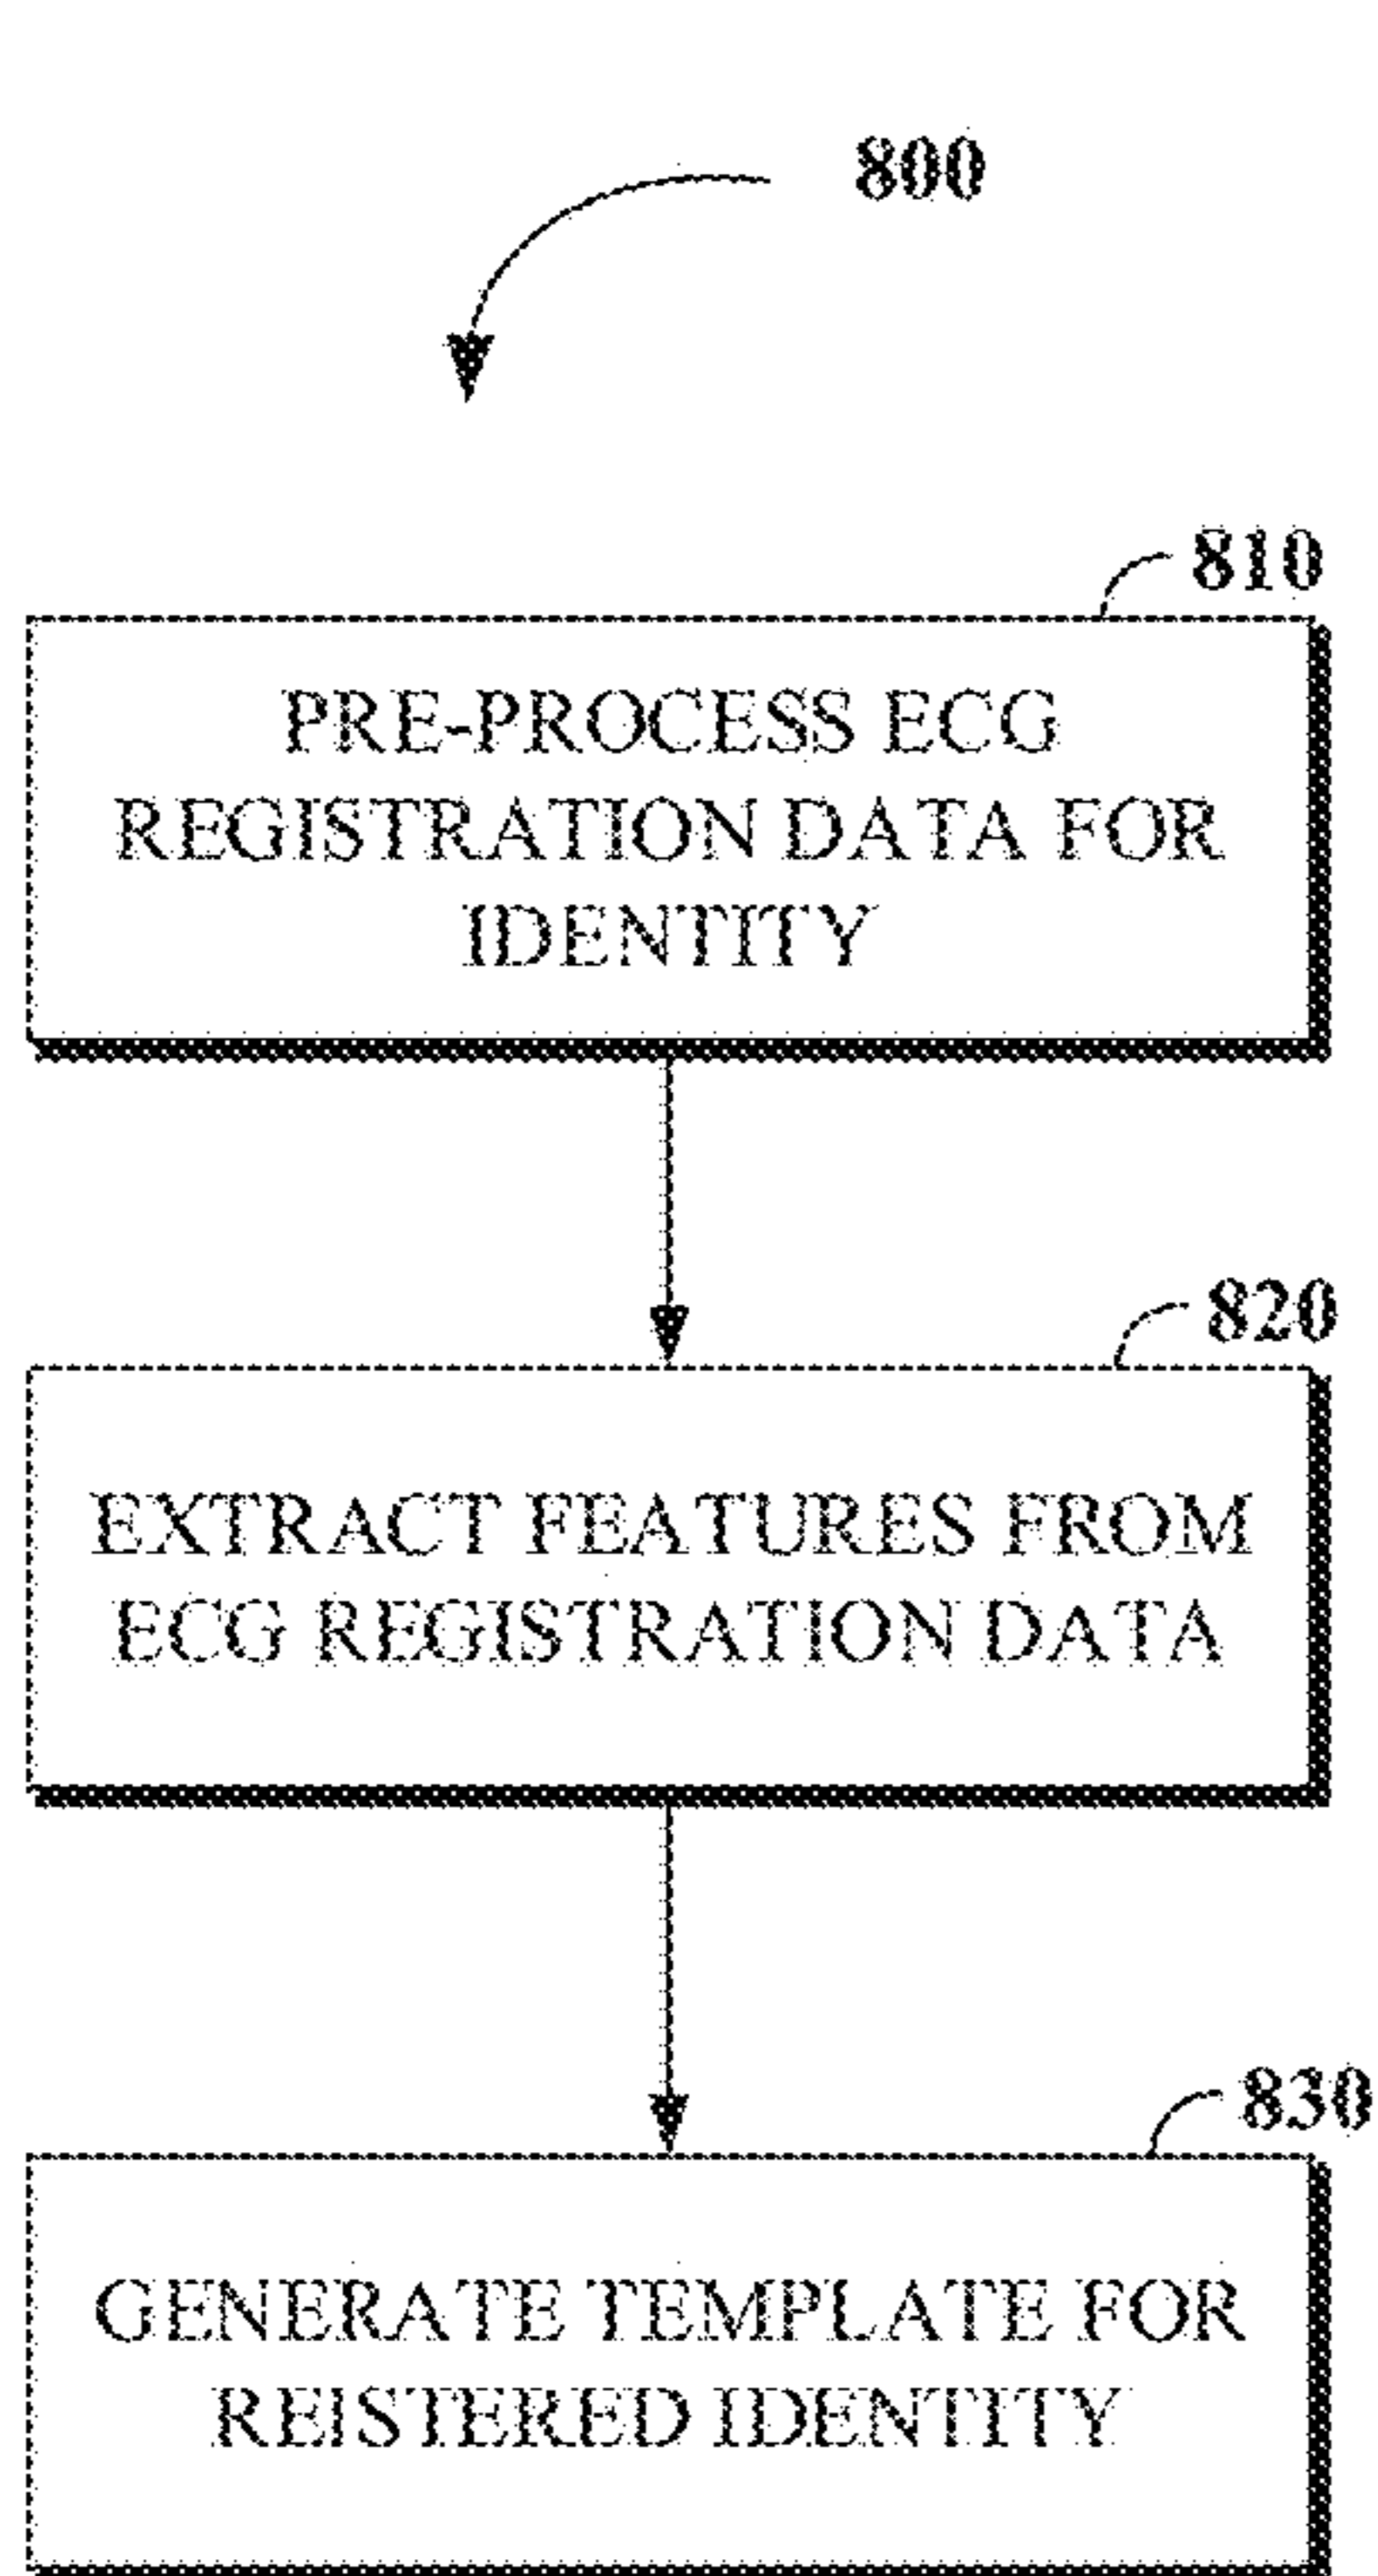 800
810
PRE-PROCESS ECG
REGISTRATION DATA FOR
IDENTITY
820
EXTRACT FEATURES FROM
ECG REGISTRATION DATA
830
GENERATE TEMPLATE FOR
REISTERED IDENTITY